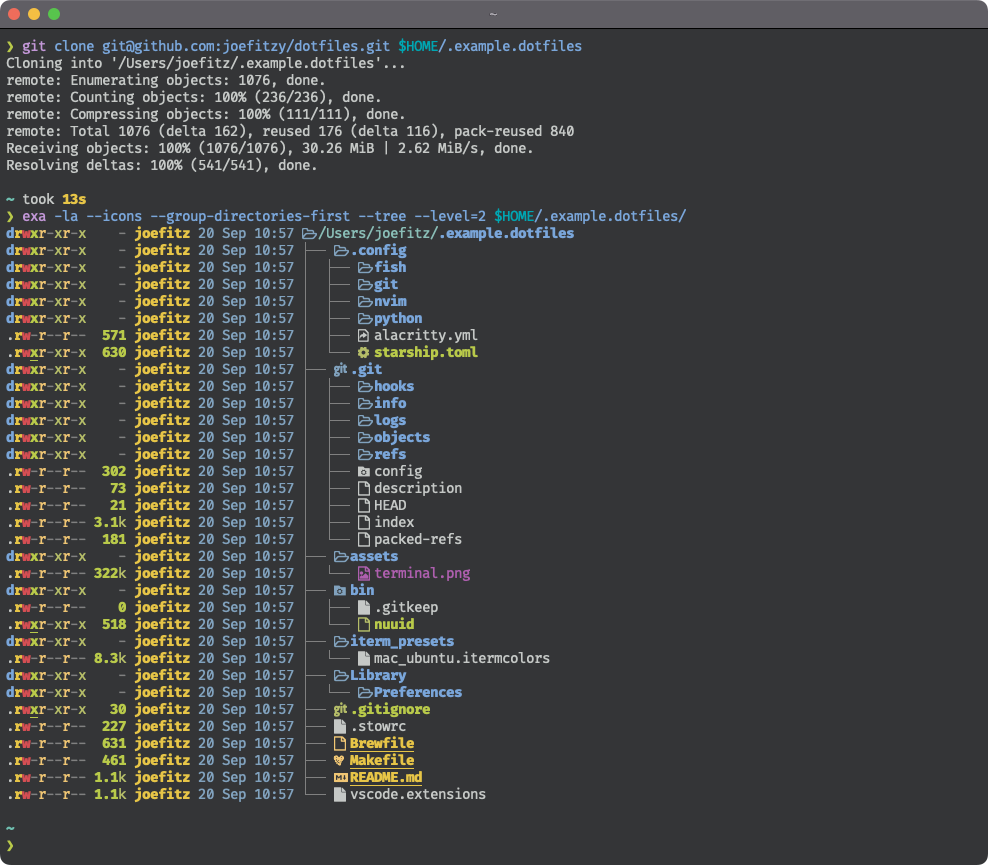 ~
❯ git clone git@github.com:joefitzy/dotfiles.git $HOME/.example.dotfiles
Cloning into '/Users/joefitz/.example.dotfiles'...
remote: Enumerating objects: 1076, done.
remote: Counting objects: 100% (236/236), done.
remote: Compressing objects: 100% (111/111), done.
remote: Total 1076 (delta 162), reused 176 (delta 116), pack-reused 840
Receiving objects: 100% (1076/1076), 30.26 MiB | 2.62 MiB/s, done.
Resolving deltas: 100% (541/541), done.
~ took 13s
❯ exa -la --icons --group-directories-first --tree --level=2 $HOME/.example.dotfiles/
drwxr-xr-x    - joefitz 20 Sep 10:57 /Users/joefitz/.example.dotfiles
drwxr-xr-x    - joefitz 20 Sep 10:57 ├── .config
drwxr-xr-x    - joefitz 20 Sep 10:57 │  ├── fish
drwxr-xr-x    - joefitz 20 Sep 10:57 │  ├── git
drwxr-xr-x    - joefitz 20 Sep 10:57 │  ├── nvim
drwxr-xr-x    - joefitz 20 Sep 10:57 │  ├── python
.rw-r--r--  571 joefitz 20 Sep 10:57 │  ├── alacritty.yml
.rwxr-xr-x  630 joefitz 20 Sep 10:57 │  └── starship.toml
drwxr-xr-x    - joefitz 20 Sep 10:57 ├── git .git
drwxr-xr-x    - joefitz 20 Sep 10:57 │  ├── hooks
drwxr-xr-x    - joefitz 20 Sep 10:57 │  ├── info
drwxr-xr-x    - joefitz 20 Sep 10:57 │  ├── logs
drwxr-xr-x    - joefitz 20 Sep 10:57 │  ├── objects
drwxr-xr-x    - joefitz 20 Sep 10:57 │  ├── refs
.rw-r--r--  302 joefitz 20 Sep 10:57 │  ├── config
.rw-r--r--   73 joefitz 20 Sep 10:57 │  ├── description
.rw-r--r--   21 joefitz 20 Sep 10:57 │  ├── HEAD
.rw-r--r-- 3.1k joefitz 20 Sep 10:57 │  ├── index
.rw-r--r--  181 joefitz 20 Sep 10:57 │  └── packed-refs
drwxr-xr-x    - joefitz 20 Sep 10:57 ├── assets
.rw-r--r-- 322k joefitz 20 Sep 10:57 │  └── terminal.png
drwxr-xr-x    - joefitz 20 Sep 10:57 ├── bin
.rw-r--r--    0 joefitz 20 Sep 10:57 │  ├── .gitkeep
.rwxr-xr-x  518 joefitz 20 Sep 10:57 │  └── nuuid
drwxr-xr-x    - joefitz 20 Sep 10:57 ├── iterm_presets
.rw-r--r-- 8.3k joefitz 20 Sep 10:57 │  └── mac_ubuntu.itermcolors
drwxr-xr-x    - joefitz 20 Sep 10:57 ├── Library
drwxr-xr-x    - joefitz 20 Sep 10:57 │  └── Preferences
.rwxr-xr-x   30 joefitz 20 Sep 10:57 ├── git .gitignore
.rw-r--r--  227 joefitz 20 Sep 10:57 ├── .stowrc
.rw-r--r--  631 joefitz 20 Sep 10:57 ├── Brewfile
.rw-r--r--  461 joefitz 20 Sep 10:57 ├── Makefile
.rw-r--r-- 1.1k joefitz 20 Sep 10:57 ├── README.md
.rw-r--r-- 1.1k joefitz 20 Sep 10:57 └── vscode.extensions
~
❯